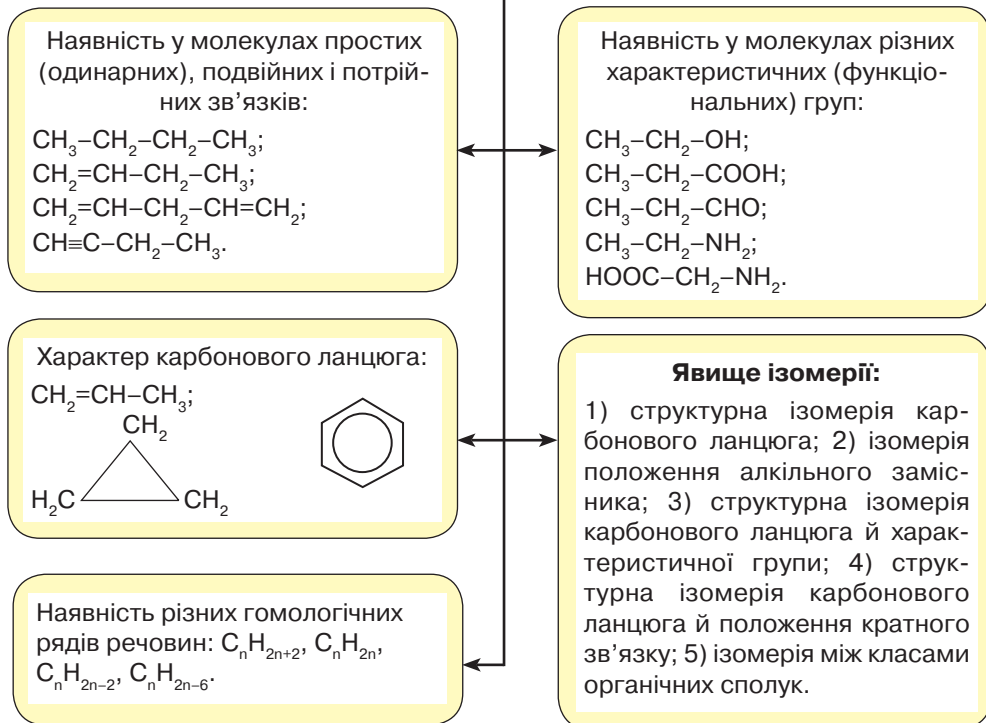 Наявність у молекулах простих
(одинарних), подвійних і потрій-
них зв’язків:
CH₃–CH₂–CH₂–CH₃;
CH₂=CH–CH₂–CH₃;
CH₂=CH–CH₂–CH=CH₂;
CH≡C–CH₂–CH₃.
Наявність у молекулах різних
характеристичних (функціо-
нальних) груп:
CH₃–CH₂–OH;
CH₃–CH₂–COOH;
CH₃–CH₂–CHO;
CH₃–CH₂–NH₂;
HOOC–CH₂–NH₂.
Характер карбонового ланцюга:
CH₂=CH–CH₃;
CH₂
H₂C CH₂
Явище ізомерії:
1) структурна ізомерія кар-
бонового ланцюга; 2) ізомерія
положення алкільного заміс-
ника; 3) структурна ізомерія
карбонового ланцюга й харак-
теристичної групи; 4) струк-
турна ізомерія карбонового
ланцюга й положення кратного
зв’язку; 5) ізомерія між класами
органічних сполук.
Наявність різних гомологічних
рядів речовин: CₙH₂ₙ₊₂, CₙH₂ₙ,
CₙH₂ₙ₋₂, CₙH₂ₙ₋₆.